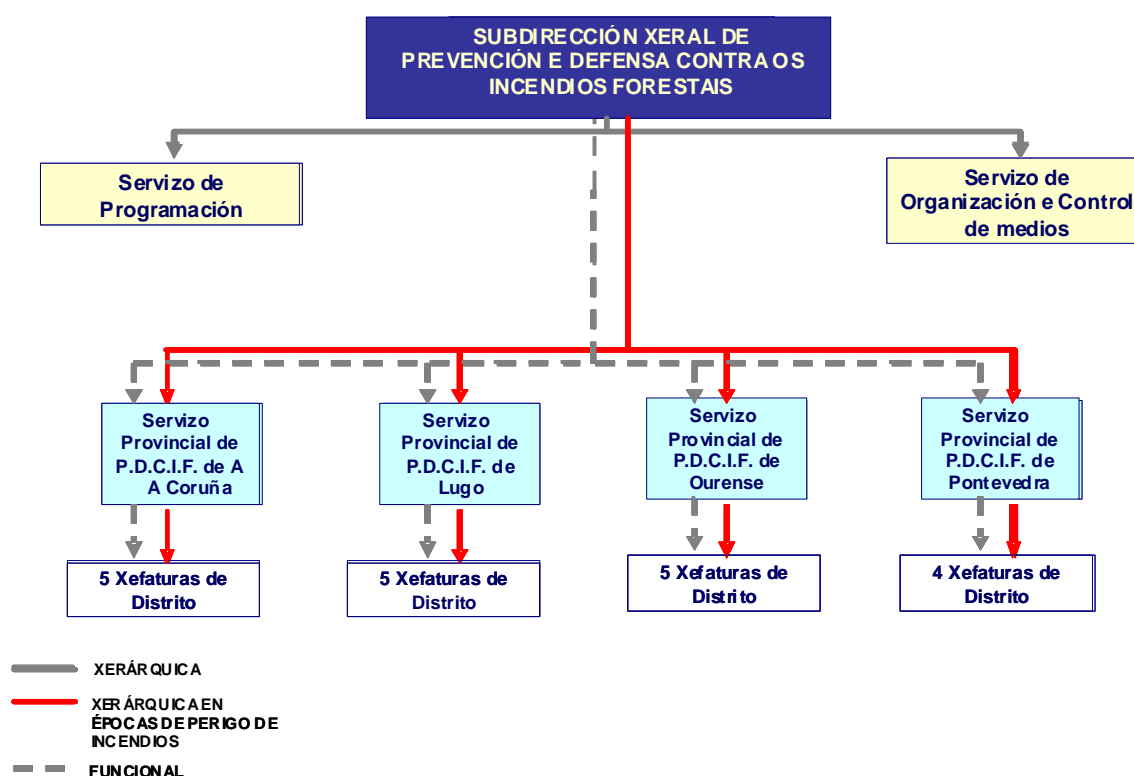 SUBDIRECCIÓN XERAL DE
PREVENCIÓN E DEFENSA CONTRA OS
INCENDIOS FORESTAIS
Servizo de
Programación
Servizo de
Organización e Control
de medios
Servizo
Provincial de
P.D.C.I.F. de A
A Coruña
Servizo
Provincial de
P.D.C.I.F. de
Lugo
Servizo
Provincial de
P.D.C.I.F. de
Ourense
Servizo
Provincial de
P.D.C.I.F. de
Pontevedra
5 Xefaturas de
Distrito
5 Xefaturas de
Distrito
5 Xefaturas de
Distrito
4 Xefaturas de
Distrito
XERÁRQUICA
XERÁRQUICA EN
ÉPOCAS DE PERIGO DE
INCENDIOS
FUNCIONAL